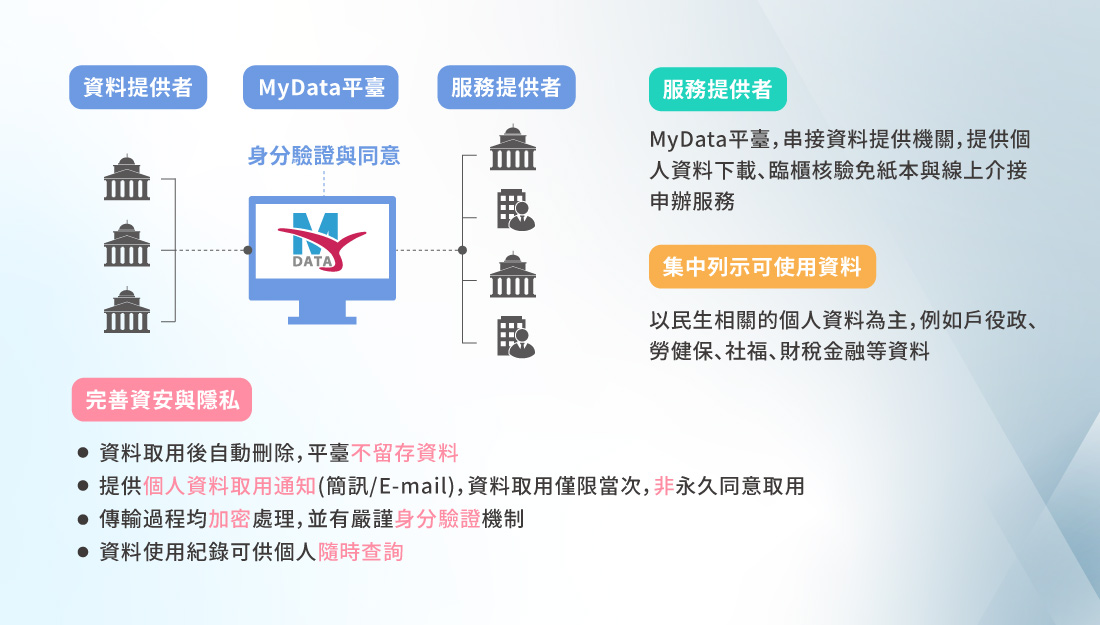 資料提供者
MyData平臺
服務提供者
身分驗證與同意
M
DATA
服務提供者
MyData平臺，串接資料提供機關，提供個
人資料下載、臨櫃核驗免紙本與線上介接
申辦服務
集中列示可使用資料
以民生相關的個人資料為主，例如戶役政、
勞健保、社福、財稅金融等資料
完善資安與隱私
● 資料取用後自動刪除，平臺不留存資料
● 提供個人資料取用通知(簡訊/E-mail)，資料取用僅限當次，非永久同意取用
● 傳輸過程均加密處理，並有嚴謹身分驗證機制
● 資料使用紀錄可供個人隨時查詢